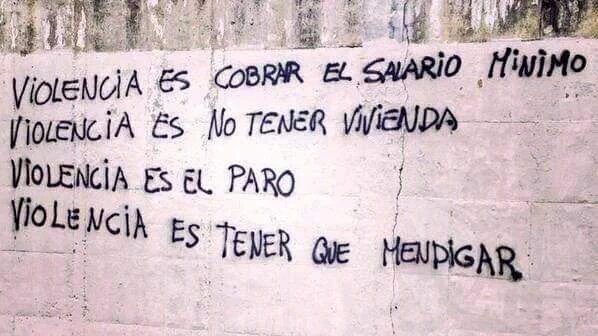 VIOLENCIA ES COBRAR EL SALARIO MINIMO
VIOLENCIA ES NO TENER VIVIENDA
VIOLENCIA ES EL PARO
VIOLENCIA ES TENER QUE MENDIGAR